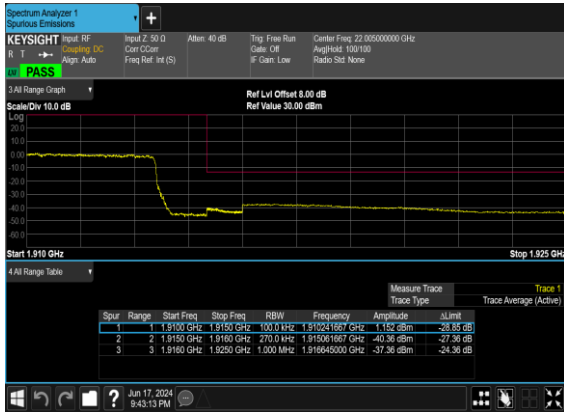 Spectrum Analyzer 1
Spurious Emissions
KEYSIGHT Input: RF Input Z: 50 Ω Atten: 40 dB Trig: Free Run Center Freq: 22.005000000 GHz
R T Coupling: DC Corr CCorr Gate: Off Avg|Hold: 100/100
Align: Auto Freq Ref: Int (S) IF Gain: Low Radio Std: None
LXI PASS
3 All Range Graph
Ref Lvl Offset 8.00 dB
Scale/Div 10.0 dB Ref Value 30.00 dBm
Log
20.0
10.0
0.00
-10.0
-20.0
-30.0
-40.0
-50.0
-60.0
Start 1.910 GHz Stop 1.925 GHz
4 All Range Table
Measure Trace Trace 1
Trace Type Trace Average (Active)
Spur Range Start Freq Stop Freq RBW Frequency Amplitude ΔLimit
1 1 1.9100 GHz 1.9150 GHz 100.0 kHz 1.910241667 GHz 1.152 dBm -28.85 dB
2 2 1.9150 GHz 1.9160 GHz 270.0 kHz 1.915061667 GHz -40.36 dBm -27.36 dB
3 3 1.9160 GHz 1.9250 GHz 1.000 MHz 1.916645000 GHz -37.36 dBm -24.36 dB
? Jun 17, 2024
9:43:13 PM